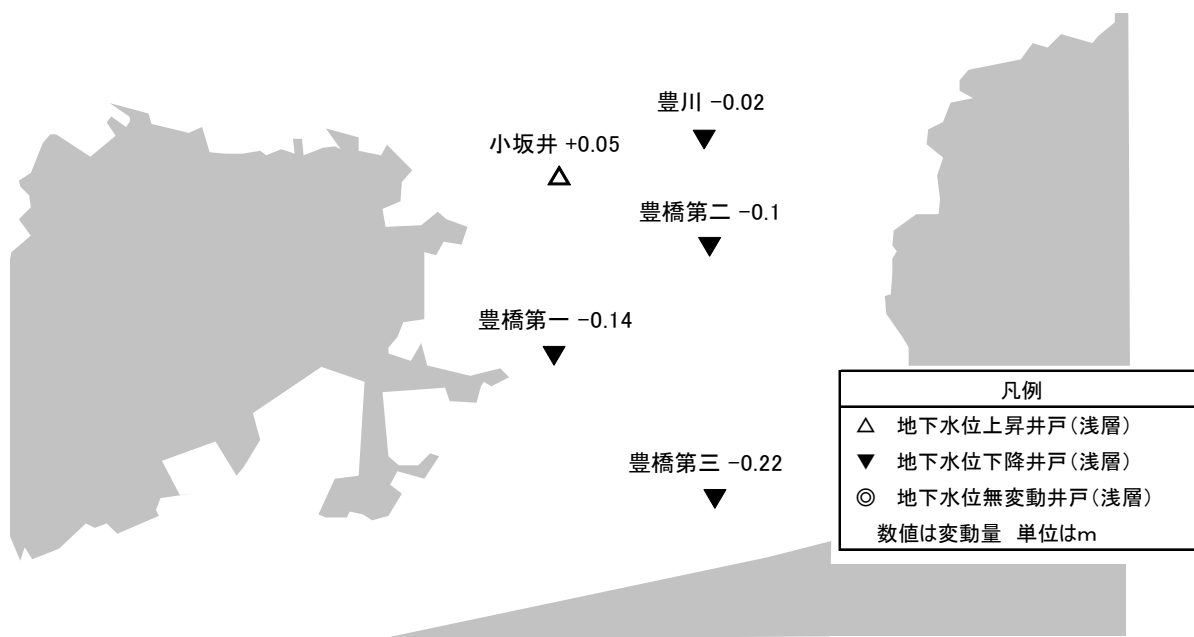 豊川 -0.02
小坂井 +0.05
豊橋第二 -0.1
豊橋第一 -0.14
豊橋第三 -0.22
凡例
△ 地下水位上昇井戸(浅層)
▼ 地下水位下降井戸(浅層)
◎ 地下水位無変動井戸(浅層)
数値は変動量 単位はm